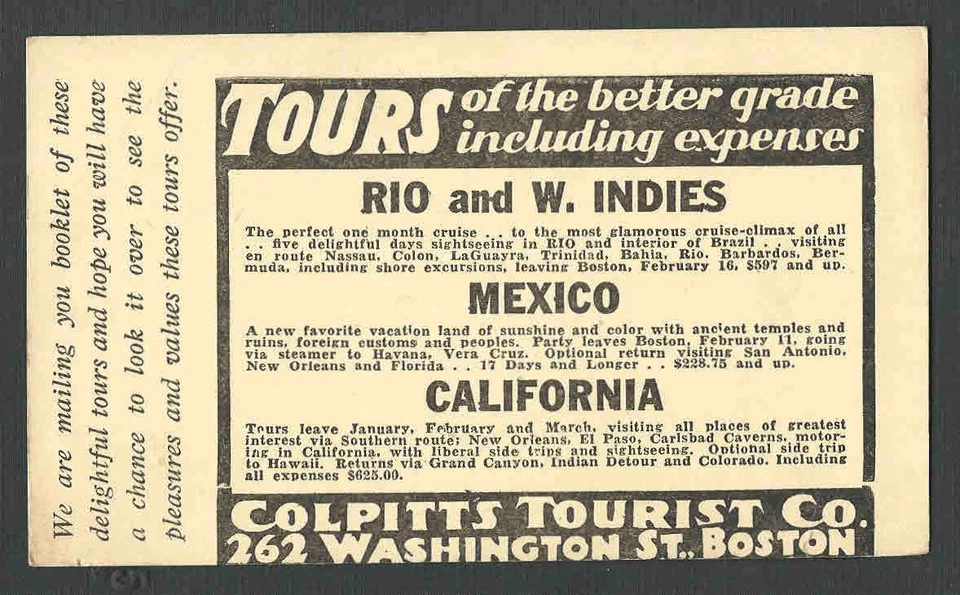 We are mailing you booklet of these
delightful tours and hope you will have
a chance to look it over to see the
pleasures and values these tours offer.
TOURS of the better grade
including expenses
RIO and W. INDIES
The perfect one month cruise . . to the most glamorous cruise-climax of all
. . five delightful days sightseeing in RIO and interior of Brazil . . visiting
en route Nassau, Colon, LaGuayra, Trinidad, Bahia, Rio, Barbardos, Ber-
muda, including shore excursions, leaving Boston, February 16, $597 and up.
MEXICO
A new favorite vacation land of sunshine and color with ancient temples and
ruins, foreign customs and peoples. Party leaves Boston, February 11, going
via steamer to Havana, Vera Cruz. Optional return visiting San Antonio,
New Orleans and Florida . . 17 Days and Longer . . $228.75 and up.
CALIFORNIA
Tours leave January, February and March, visiting all places of greatest
interest via Southern route; New Orleans, El Paso, Carlsbad Caverns, motor-
ing in California, with liberal side trips and sightseeing. Optional side trip
to Hawaii. Returns via Grand Canyon, Indian Detour and Colorado. Including
all expenses $625.00.
COLPITTS TOURIST CO.
262 WASHINGTON ST., BOSTON